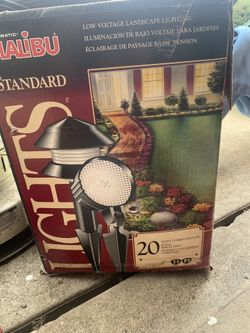 MALIBU
LOW VOLTAGE LANDSCAPE LIGHTING
ILUMINACIÓN DE BAJO VOLTAJE PARA JARDINES
ÉCLAIRAGE DE PAYSAGE BASSE TENSION
STANDARD
LIGHTS
20